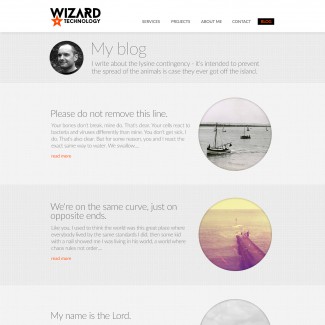 WIZARD
TECHNOLOGY
SERVICES PROJECTS ABOUT ME CONTACT BLOG
My blog
I write about the lysine contingency - it's intended to prevent
the spread of the animals is case they ever got off the island.
Please do not remove this line.
Your bones don't break, mine do. That's clear. Your cells react to
bacteria and viruses differently than mine. You don't get sick, I
do. That's also clear. But for some reason, you and I react the
exact same way to water. We swallow...
read more
We're on the same curve, just on
opposite ends.
Like you, I used to think the world was this great place where
everybody lived by the same standards I did, then some kid
with a nail showed me I was living in his world, a world where
chaos rules not order...
read more
My name is the Lord.